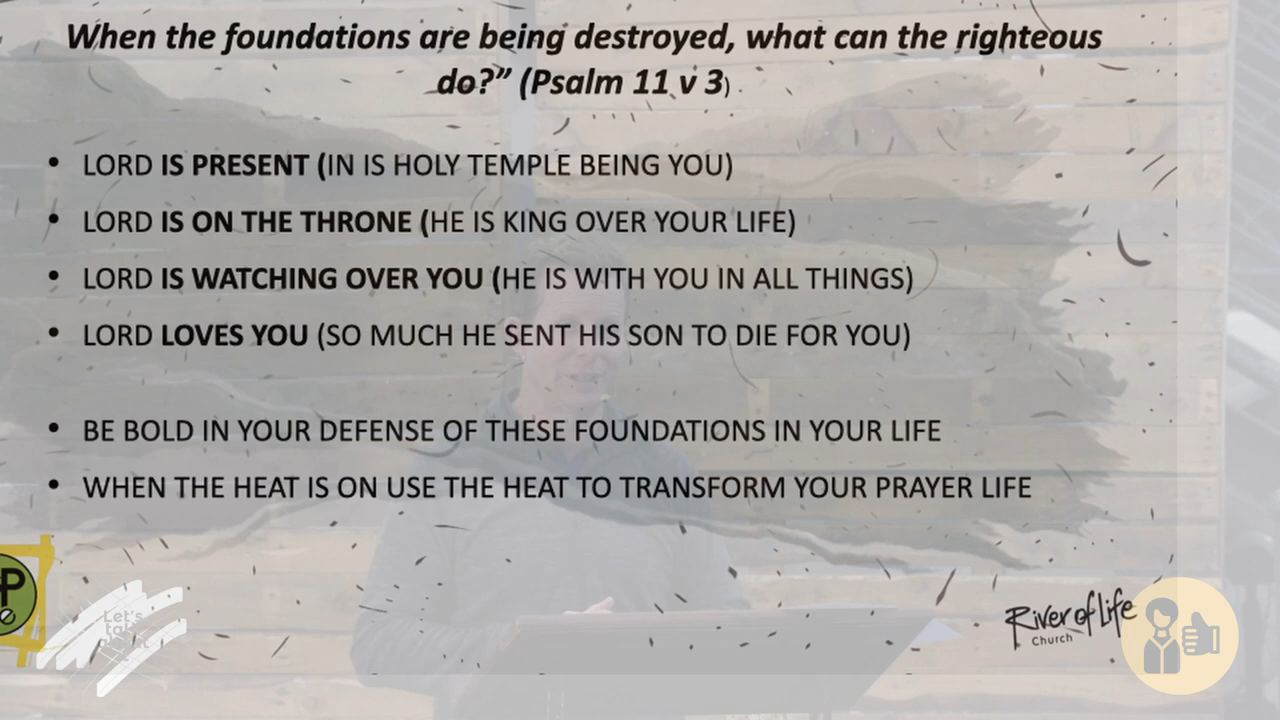 When the foundations are being destroyed, what can the righteous
do?” (Psalm 11 v 3) .
• LORD IS PRESENT (IN IS HOLY TEMPLE BEING YOU)
• LORD IS ON THE THRONE (HE IS KING OVER YOUR LIFE)
• LORD IS WATCHING OVER YOU (HE IS WITH YOU IN ALL THINGS)
• LORD LOVES YOU (SO MUCH HE SENT HIS SON TO DIE FOR YOU)
• BE BOLD IN YOUR DEFENSE OF THESE FOUNDATIONS IN YOUR LIFE
• WHEN THE HEAT IS ON USE THE HEAT TO TRANSFORM YOUR PRAYER LIFE
P
Let's
River of Life
Church